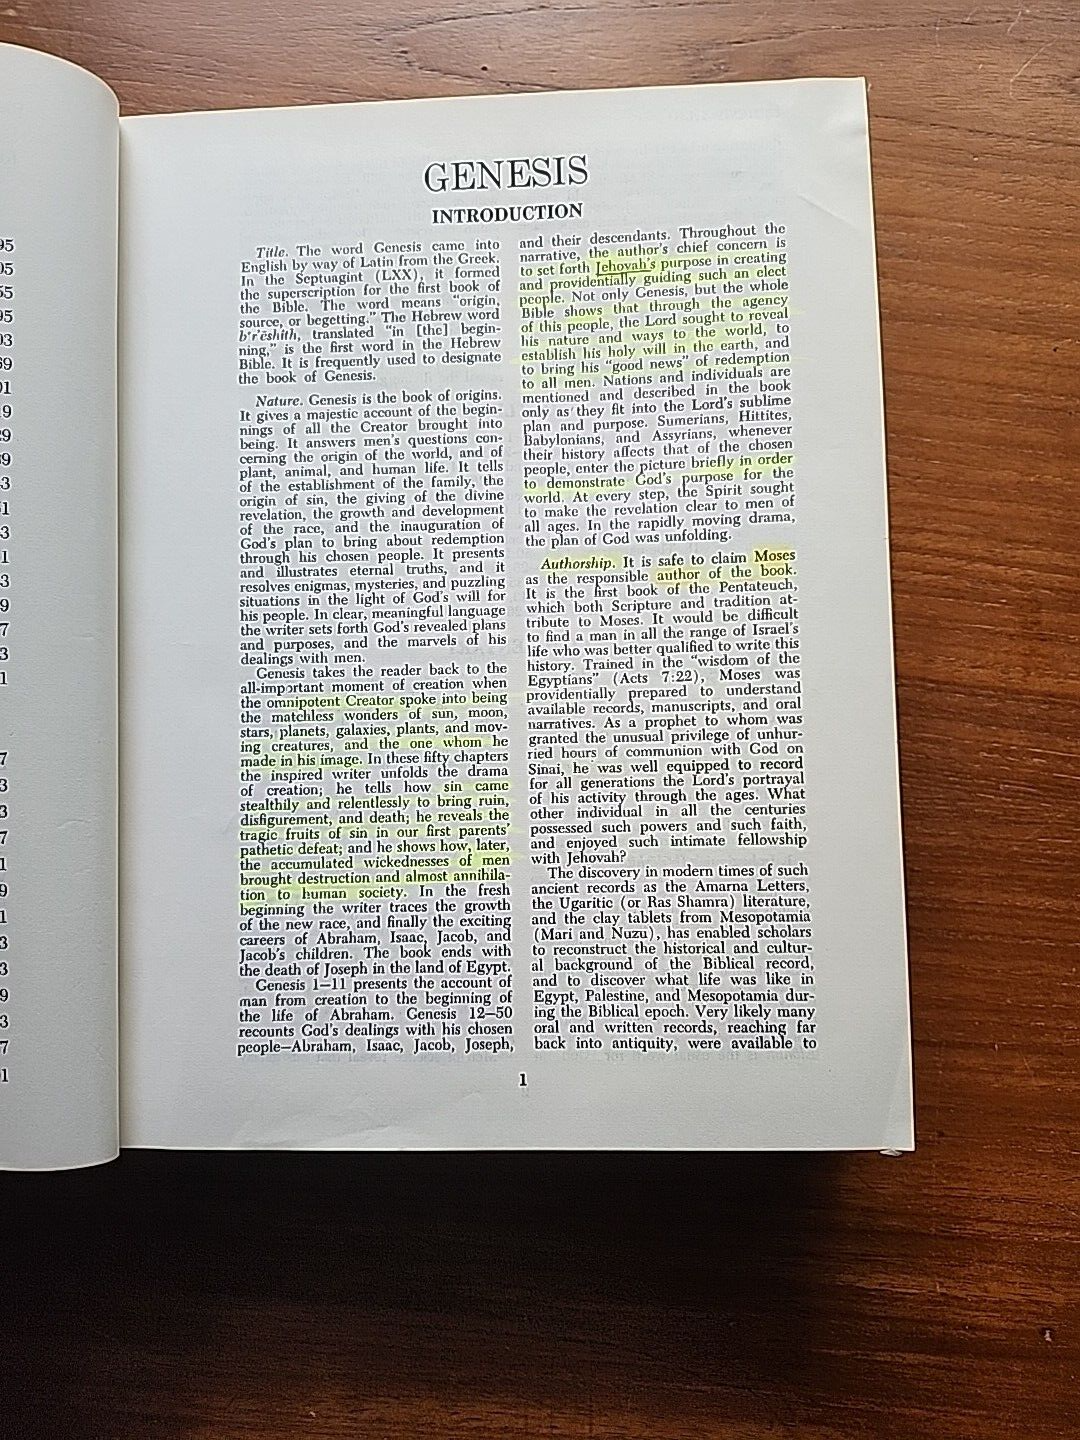 95
95
55
95
03
69
01
19
29
89
43
51
3
1
3
9
7
3
1
7
3
3
7
1
9
1
3
3
9
3
7
1
GENESIS
INTRODUCTION
Title. The word Genesis came into
English by way of Latin from the Greek.
In the Septuagint (LXX), it formed
the superscription for the first book of
the Bible. The word means “origin,
source, or begetting.” The Hebrew word
berēshîth, translated “in [the] begin-
ning,” is the first word in the Hebrew
Bible. It is frequently used to designate
the book of Genesis.
Nature. Genesis is the book of origins.
It gives a majestic account of the begin-
nings of all the Creator brought into
being. It answers men's questions con-
cerning the origin of the world, and of
plant, animal, and human life. It tells
of the establishment of the family, the
origin of sin, the giving of the divine
revelation, the growth and development
of the race, and the inauguration of
God's plan to bring about redemption
through his chosen people. It presents
and illustrates eternal truths, and it
resolves enigmas, mysteries, and puzzling
situations in the light of God's will for
his people. In clear, meaningful language
the writer sets forth God's revealed plans
and purposes, and the marvels of his
dealings with men.
Genesis takes the reader back to the
all-important moment of creation when
the omnipotent Creator spoke into being
the matchless wonders of sun, moon,
stars, planets, galaxies, plants, and mov-
ing creatures, and the one whom he
made in his image. In these fifty chapters
the inspired writer unfolds the drama
of creation; he tells how sin came
stealthily and relentlessly to bring ruin,
disfigurement, and death; he reveals the
tragic fruits of sin in our first parents'
pathetic defeat; and he shows how, later,
the accumulated wickednesses of men
brought destruction and almost annihila-
tion to human society. In the fresh
beginning the writer traces the growth
of the new race, and finally the exciting
careers of Abraham, Isaac, Jacob, and
Jacob's children. The book ends with
the death of Joseph in the land of Egypt.
Genesis 1–11 presents the account of
man from creation to the beginning of
the life of Abraham. Genesis 12–50
recounts God's dealings with his chosen
people—Abraham, Isaac, Jacob, Joseph,
and their descendants. Throughout the
narrative, the author's chief concern is
to set forth Jehovah's purpose in creating
and providentially guiding such an elect
people. Not only Genesis, but the whole
Bible shows that through the agency
of this people, the Lord sought to reveal
his nature and ways to the world, to
establish his holy will in the earth, and
to bring his “good news” of redemption
to all men. Nations and individuals are
mentioned and described in the book
only as they fit into the Lord's sublime
plan and purpose. Sumerians, Hittites,
Babylonians, and Assyrians, whenever
their history affects that of the chosen
people, enter the picture briefly in order
to demonstrate God's purpose for the
world. At every step, the Spirit sought
to make the revelation clear to men of
all ages. In the rapidly moving drama,
the plan of God was unfolding.
Authorship. It is safe to claim Moses
as the responsible author of the book.
It is the first book of the Pentateuch,
which both Scripture and tradition at-
tribute to Moses. It would be difficult
to find a man in all the range of Israel's
life who was better qualified to write this
history. Trained in the “wisdom of the
Egyptians” (Acts 7:22), Moses was
providentially prepared to understand
available records, manuscripts, and oral
narratives. As a prophet to whom was
granted the unusual privilege of unhur-
ried hours of communion with God on
Sinai, he was well equipped to record
for all generations the Lord's portrayal
of his activity through the ages. What
other individual in all the centuries
possessed such powers and such faith,
and enjoyed such intimate fellowship
with Jehovah?
The discovery in modern times of such
ancient records as the Amarna Letters,
the Ugaritic (or Ras Shamra) literature,
and the clay tablets from Mesopotamia
(Mari and Nuzu), has enabled scholars
to reconstruct the historical and cultur-
al background of the Biblical record,
and to discover what life was like in
Egypt, Palestine, and Mesopotamia dur-
ing the Biblical epoch. Very likely many
oral and written records, reaching far
back into antiquity, were available to
1